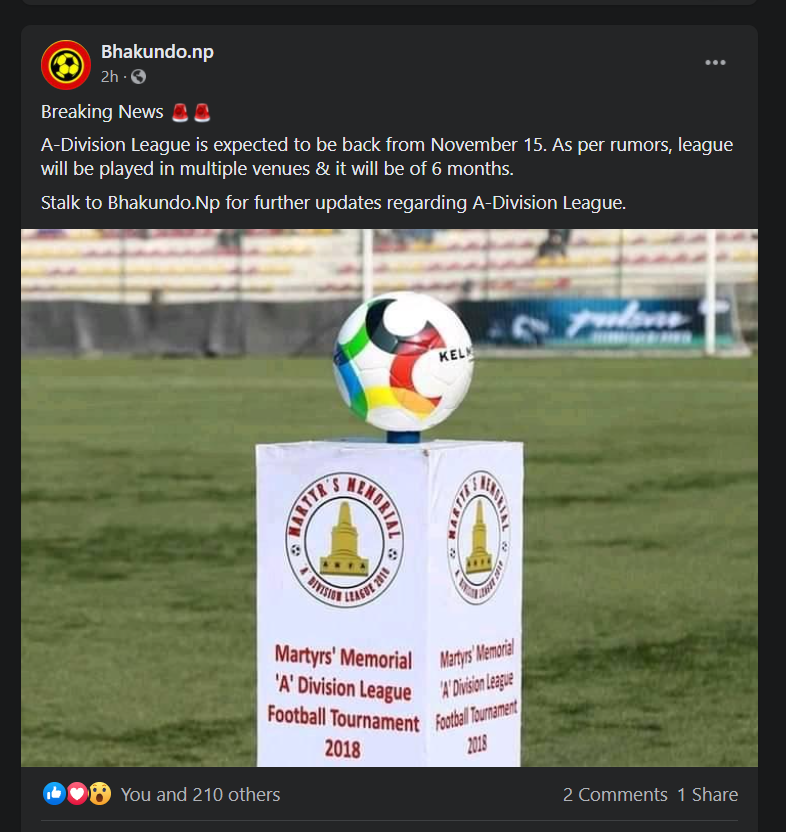 Bhakundo.np
2h ·
Breaking News 🚨🚨
A-Division League is expected to be back from November 15. As per rumors, league
will be played in multiple venues & it will be of 6 months.
Stalk to Bhakundo.Np for further updates regarding A-Division League.
KELM
MARTYR'S MEMORIAL
ANFA
'A' DIVISION LEAGUE 2018
Martyrs' Memorial
'A' Division League
Football Tournament
2018
MARTYR'S MEMORIAL
ANFA
'A' DIVISION LEAGUE 2018
Martyrs' Memorial
'A' Division League
Football Tournament
2018
You and 210 others
2 Comments 1 Share